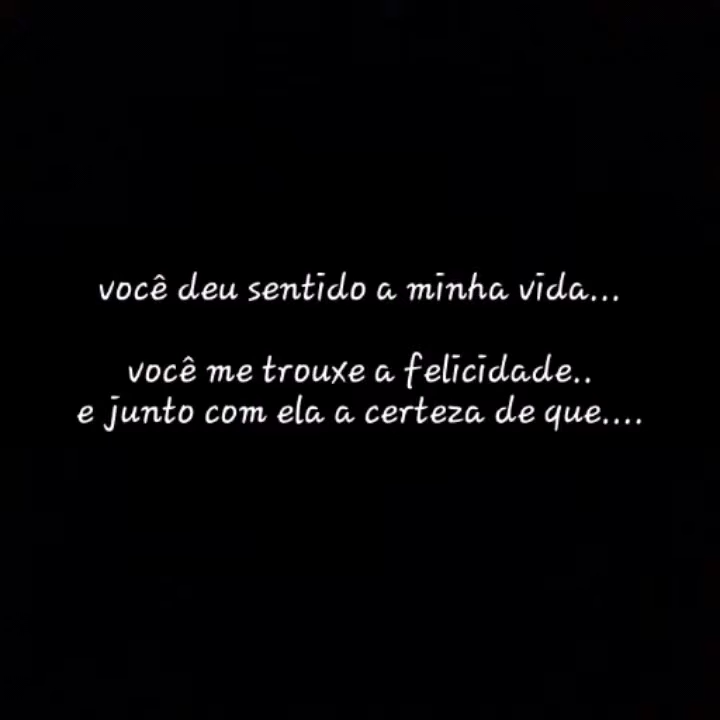 você deu sentido a minha vida...
você me trouxe a felicidade..
e junto com ela a certeza de que....